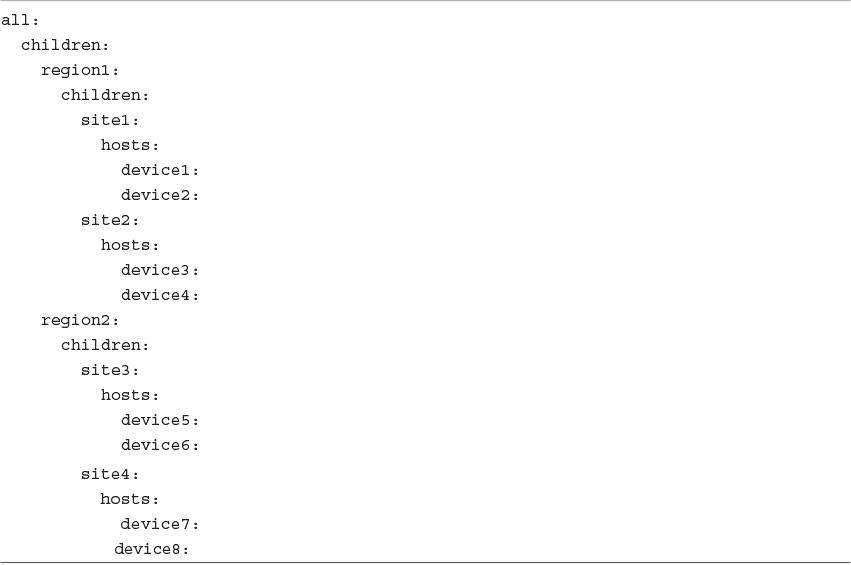 all:
  children:
    region1:
      children:
        site1:
          hosts:
            device1:
            device2:
        site2:
          hosts:
            device3:
            device4:
    region2:
      children:
        site3:
          hosts:
            device5:
            device6:
        site4:
          hosts:
            device7:
           device8: